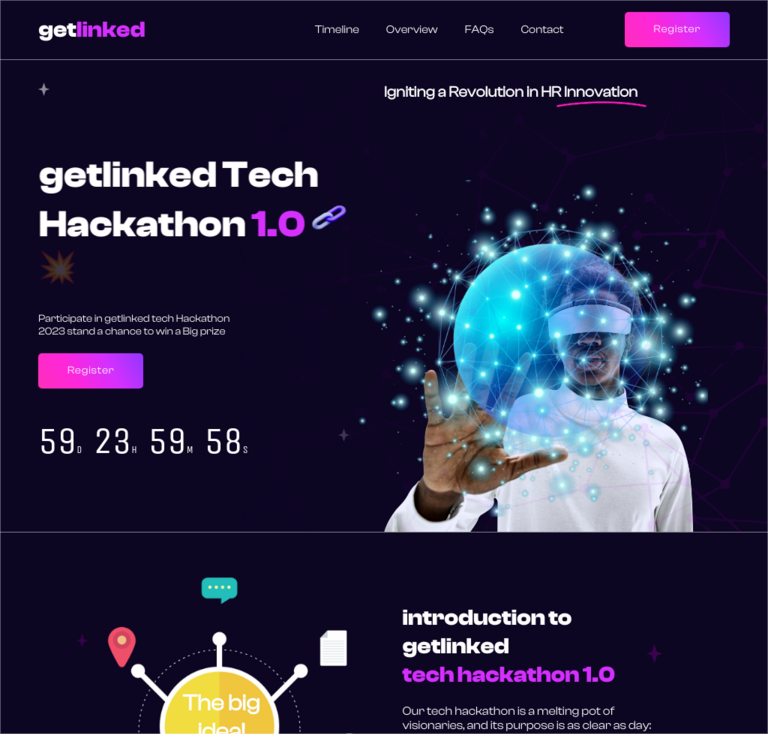 getlinked
Timeline
Overview
FAQs
Contact
Register
Igniting a Revolution in HR Innovation
getlinked Tech
Hackathon 1.0
Participate in getlinked tech Hackathon
2023 stand a chance to win a Big prize
Register
59D 23H 59M 58S
The big
Idea!
introduction to
getlinked
tech hackathon 1.0
Our tech hackathon is a melting pot of
visionaries, and its purpose is as clear as day: